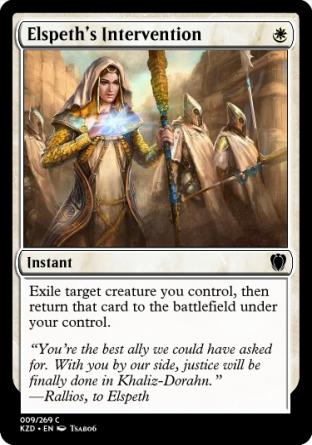 Elspeth's Intervention
Instant
Exile target creature you control, then
return that card to the battlefield under
your control.
"You're the best ally we could have asked
for. With you by our side, justice will be
finally done in Khaliz-Dorahn."
—Rallios, to Elspeth
009/269 C
KZD • EN Tsabo6